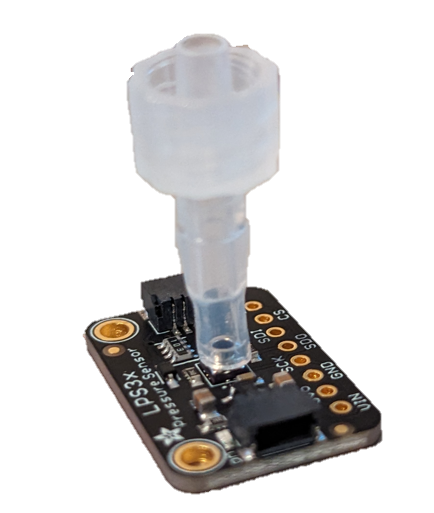 LPS3x
Pressure Sensor
CS
SDI
SDO
SCK
GND
VIN